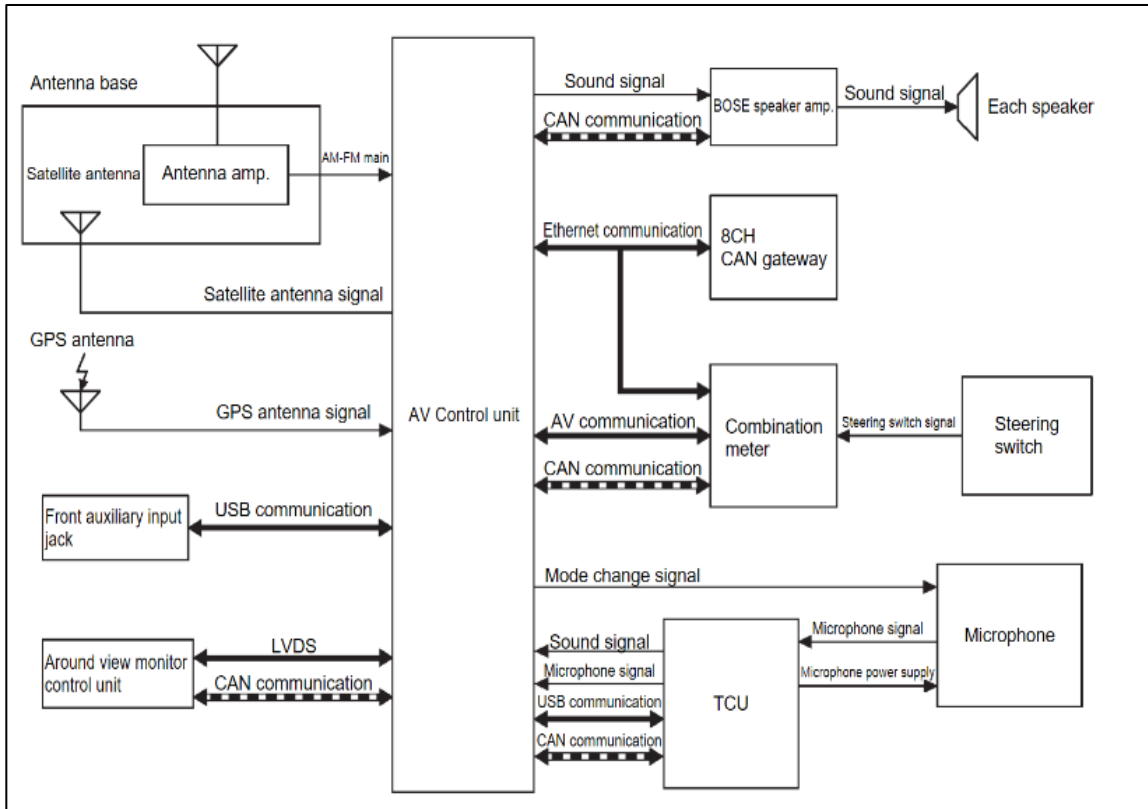 Antenna base
Satellite antenna
Antenna amp.
AM-FM main
Satellite antenna signal
GPS antenna
GPS antenna signal
Front auxiliary input
jack
USB communication
Around view monitor
control unit
LVDS
CAN communication
AV Control unit
Sound signal
CAN communication
BOSE speaker amp.
Sound signal
Each speaker
Ethernet communication
8CH
CAN gateway
AV communication
CAN communication
Combination
meter
Steering switch signal
Steering
switch
Mode change signal
Sound signal
Microphone signal
USB communication
CAN communication
TCU
Microphone signal
Microphone power supply
Microphone